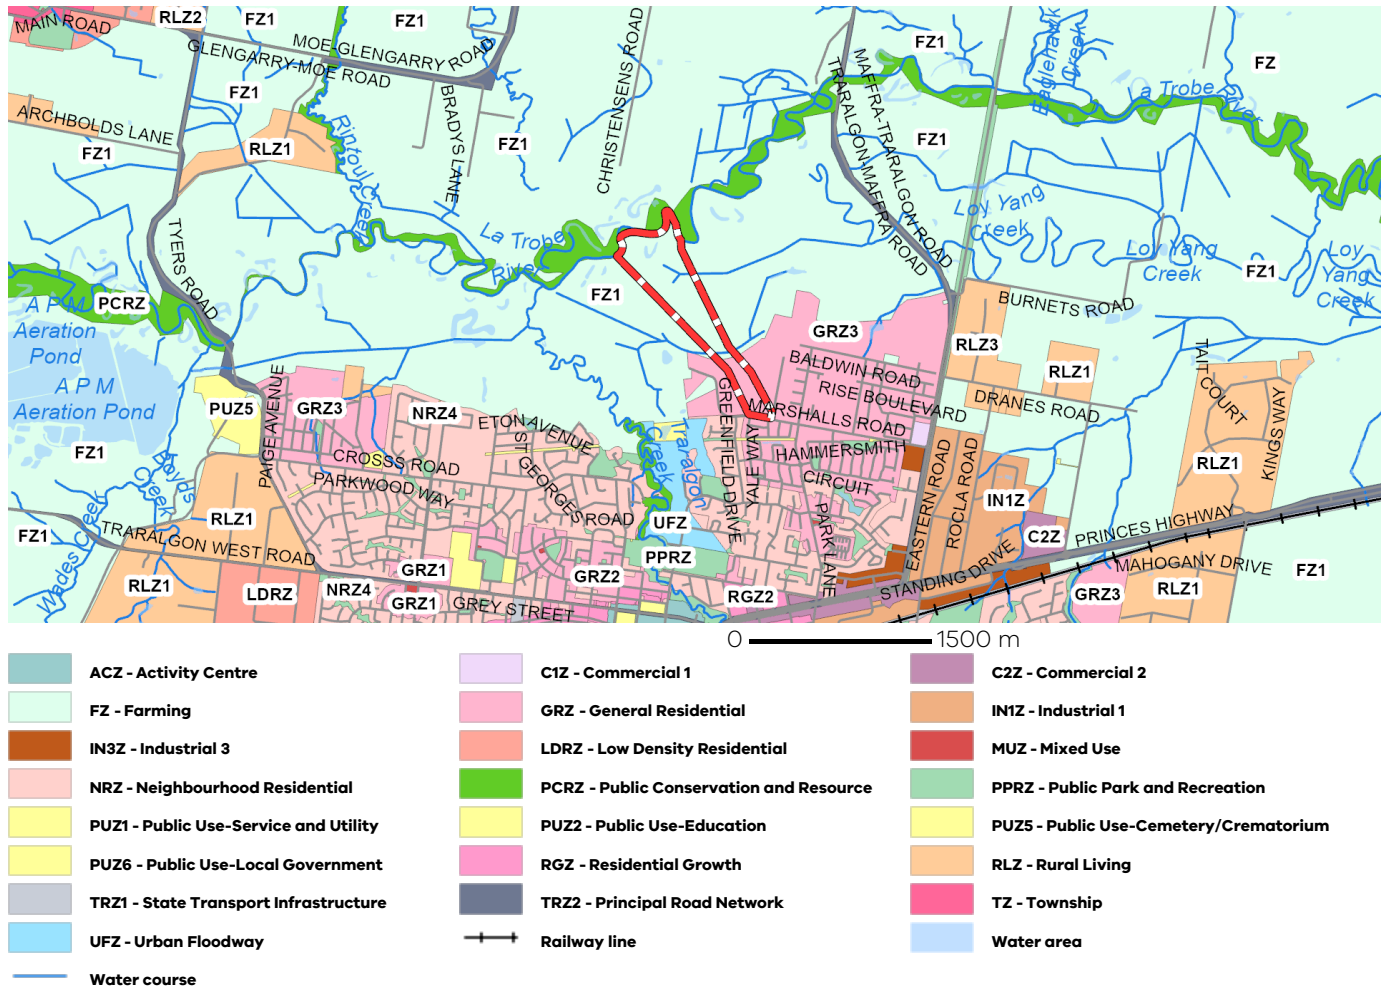 MAIN ROAD
RLZ2
FZ1
FZ1
MOE-GLENGARRY ROAD
GLENGARRY-MOE ROAD
CHRISTENSENS ROAD
FZ1
Eaglehawk
Creek
FZ
MAFFRA-TRARALGON ROAD
TRARALGON-MAFFRA ROAD
La Trobe
River
FZ1
ARCHBOLDS LANE
FZ1
RLZ1
Rintoul Creek
BRADYS LANE
FZ1
FZ1
TYERS ROAD
La Trobe
River
Loy Yang
Creek
Loy Yang
Creek
FZ1
Loy
Yang
Creek
PCRZ
FZ1
BURNETS ROAD
A P M
Aeration
Pond
A P M
Aeration Pond
GRZ3
RLZ3
BALDWIN ROAD
RLZ1
TAIT COURT
KINGS WAY
PAIGE AVENUE
PUZ5
GRZ3
NRZ4
ETON AVENUE
RISE BOULEVARD
DRANES ROAD
MARSHALLS ROAD
GREENFIELD DRIVE
YALE WAY
FZ1
CROSSS ROAD
ST GEORGES ROAD
Traralgon
Creek
HAMMERSMITH
CIRCUIT
RLZ1
PARKWOOD WAY
Boyds
Creek
EASTERN ROAD
ROCLA ROAD
IN1Z
RLZ1
UFZ
PARK LANE
C2Z
PRINCES HIGHWAY
FZ1
Wades Creek
TRARALGON WEST ROAD
PPRZ
STANDING DRIVE
MAHOGANY DRIVE
FZ1
RLZ1
LDRZ
NRZ4
GRZ1
GRZ1
GRZ2
GREY STREET
RGZ2
GRZ3
RLZ1
0 1500 m
ACZ - Activity Centre
C1Z - Commercial 1
C2Z - Commercial 2
FZ - Farming
GRZ - General Residential
IN1Z - Industrial 1
IN3Z - Industrial 3
LDRZ - Low Density Residential
MUZ - Mixed Use
NRZ - Neighbourhood Residential
PCRZ - Public Conservation and Resource
PPRZ - Public Park and Recreation
PUZ1 - Public Use-Service and Utility
PUZ2 - Public Use-Education
PUZ5 - Public Use-Cemetery/Crematorium
PUZ6 - Public Use-Local Government
RGZ - Residential Growth
RLZ - Rural Living
TRZ1 - State Transport Infrastructure
TRZ2 - Principal Road Network
TZ - Township
UFZ - Urban Floodway
Railway line
Water area
Water course